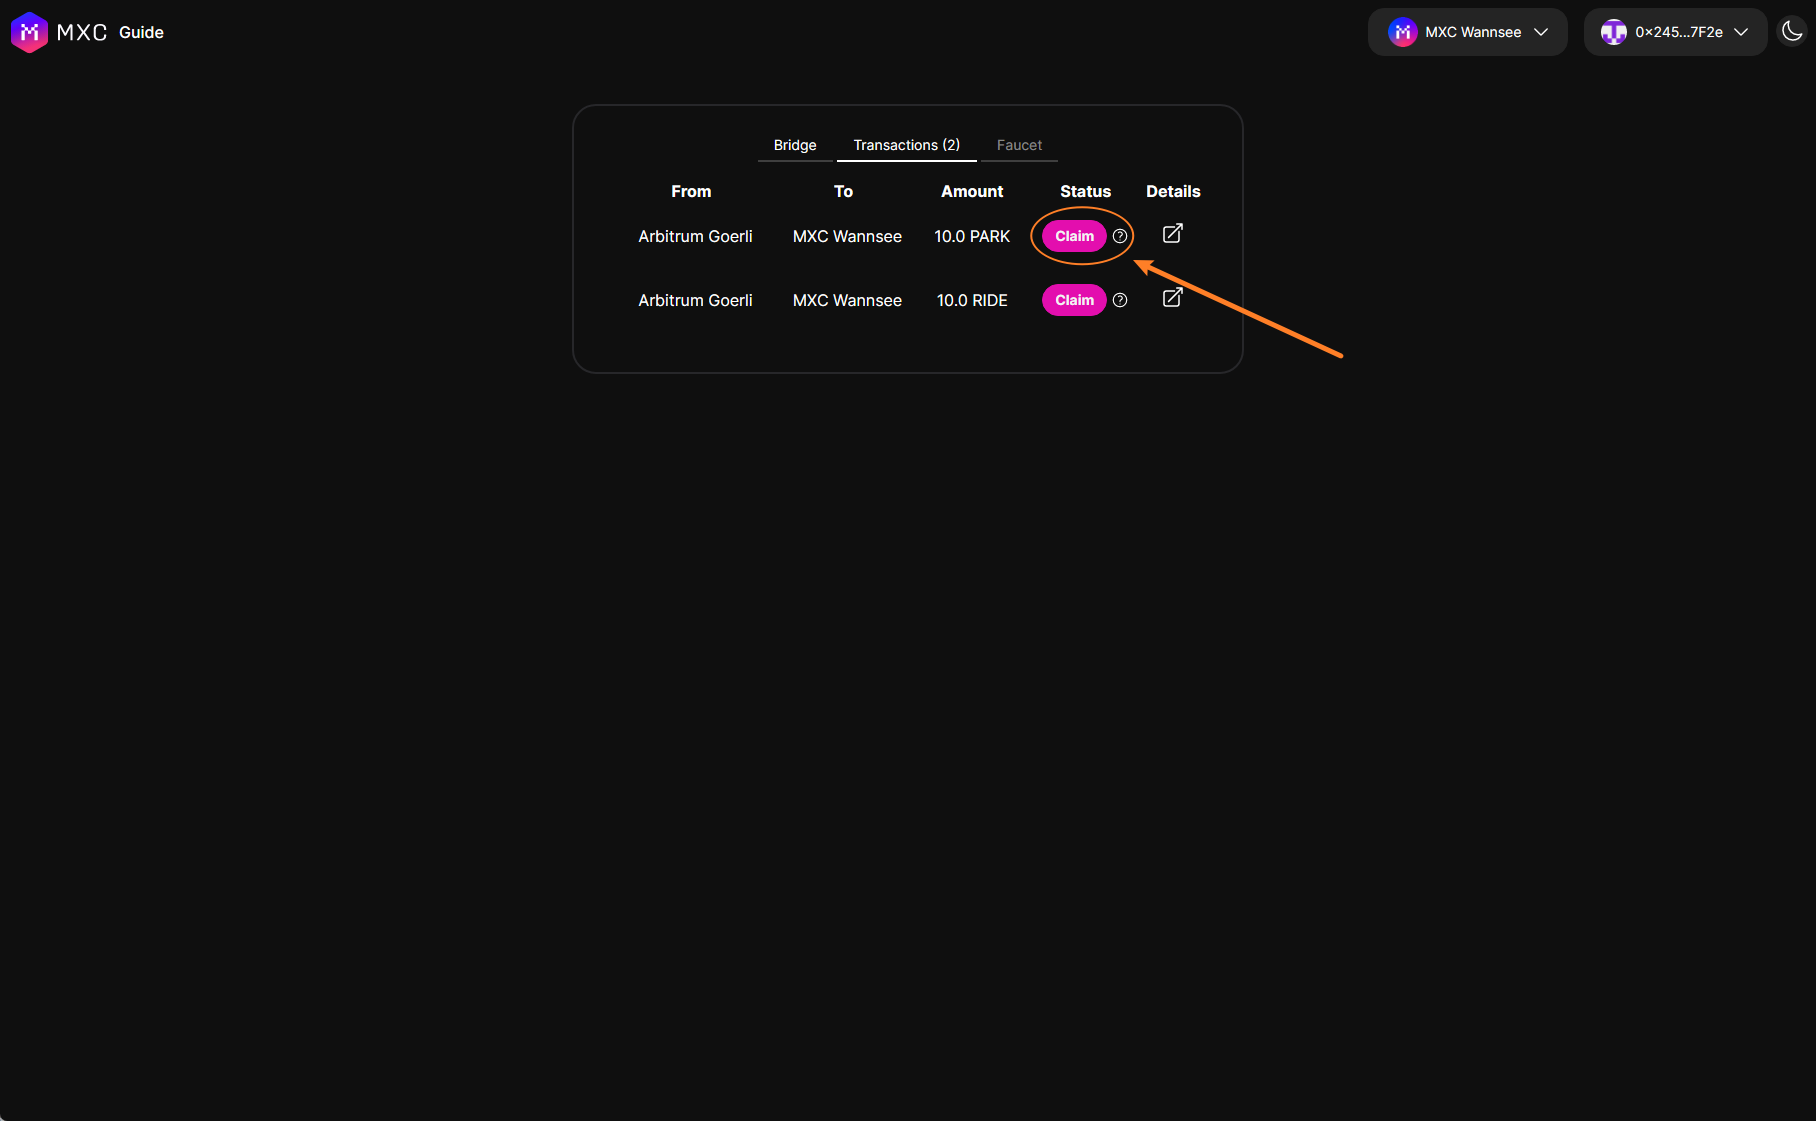 MXC Guide MXC Wannsee 0×245...7F2e
Bridge Transactions (2) Faucet
From To Amount Status Details
Arbitrum Goerli MXC Wannsee 10.0 PARK Claim ?
Arbitrum Goerli MXC Wannsee 10.0 RIDE Claim ?